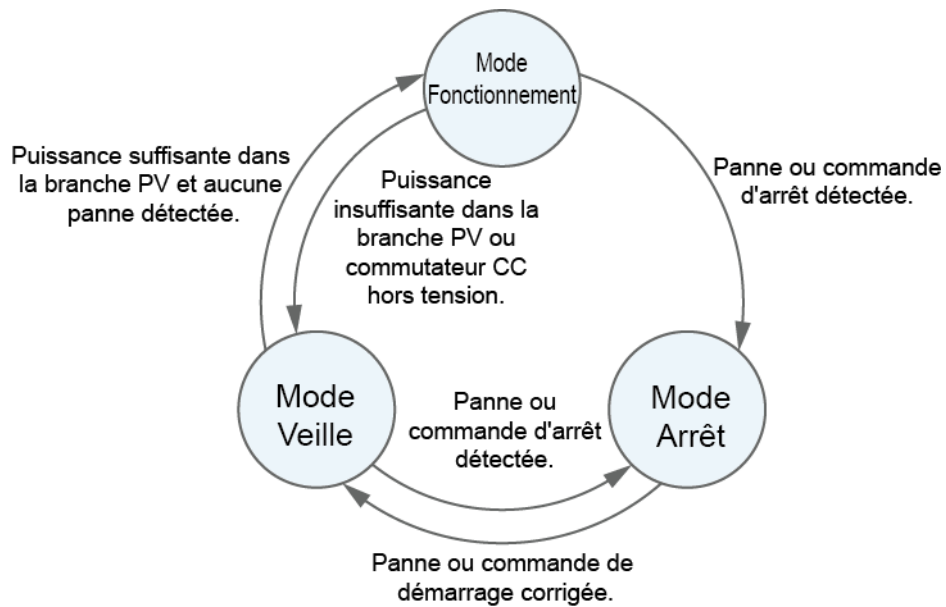 Mode
Fonctionnement
Puissance suffisante dans
la branche PV et aucune
panne détectée.
Puissance
insuffisante dans la
branche PV ou
commutateur CC
hors tension.
Panne ou commande
d'arrêt détectée.
Mode
Veille
Panne ou
commande d'arrêt
détectée.
Mode
Arrêt
Panne ou commande de
démarrage corrigée.